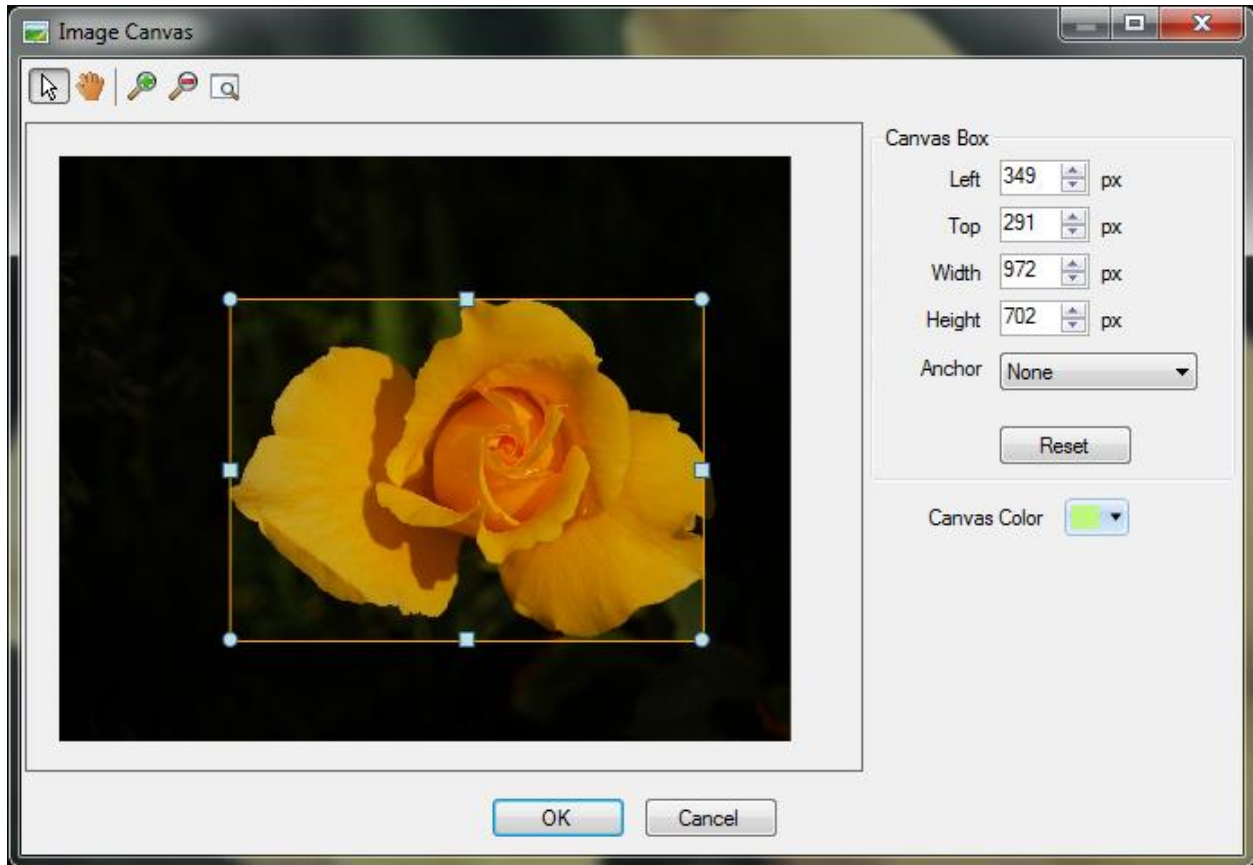 Image Canvas
Canvas Box
Left 349 px
Top 291 px
Width 972 px
Height 702 px
Anchor None
Reset
Canvas Color
OK Cancel